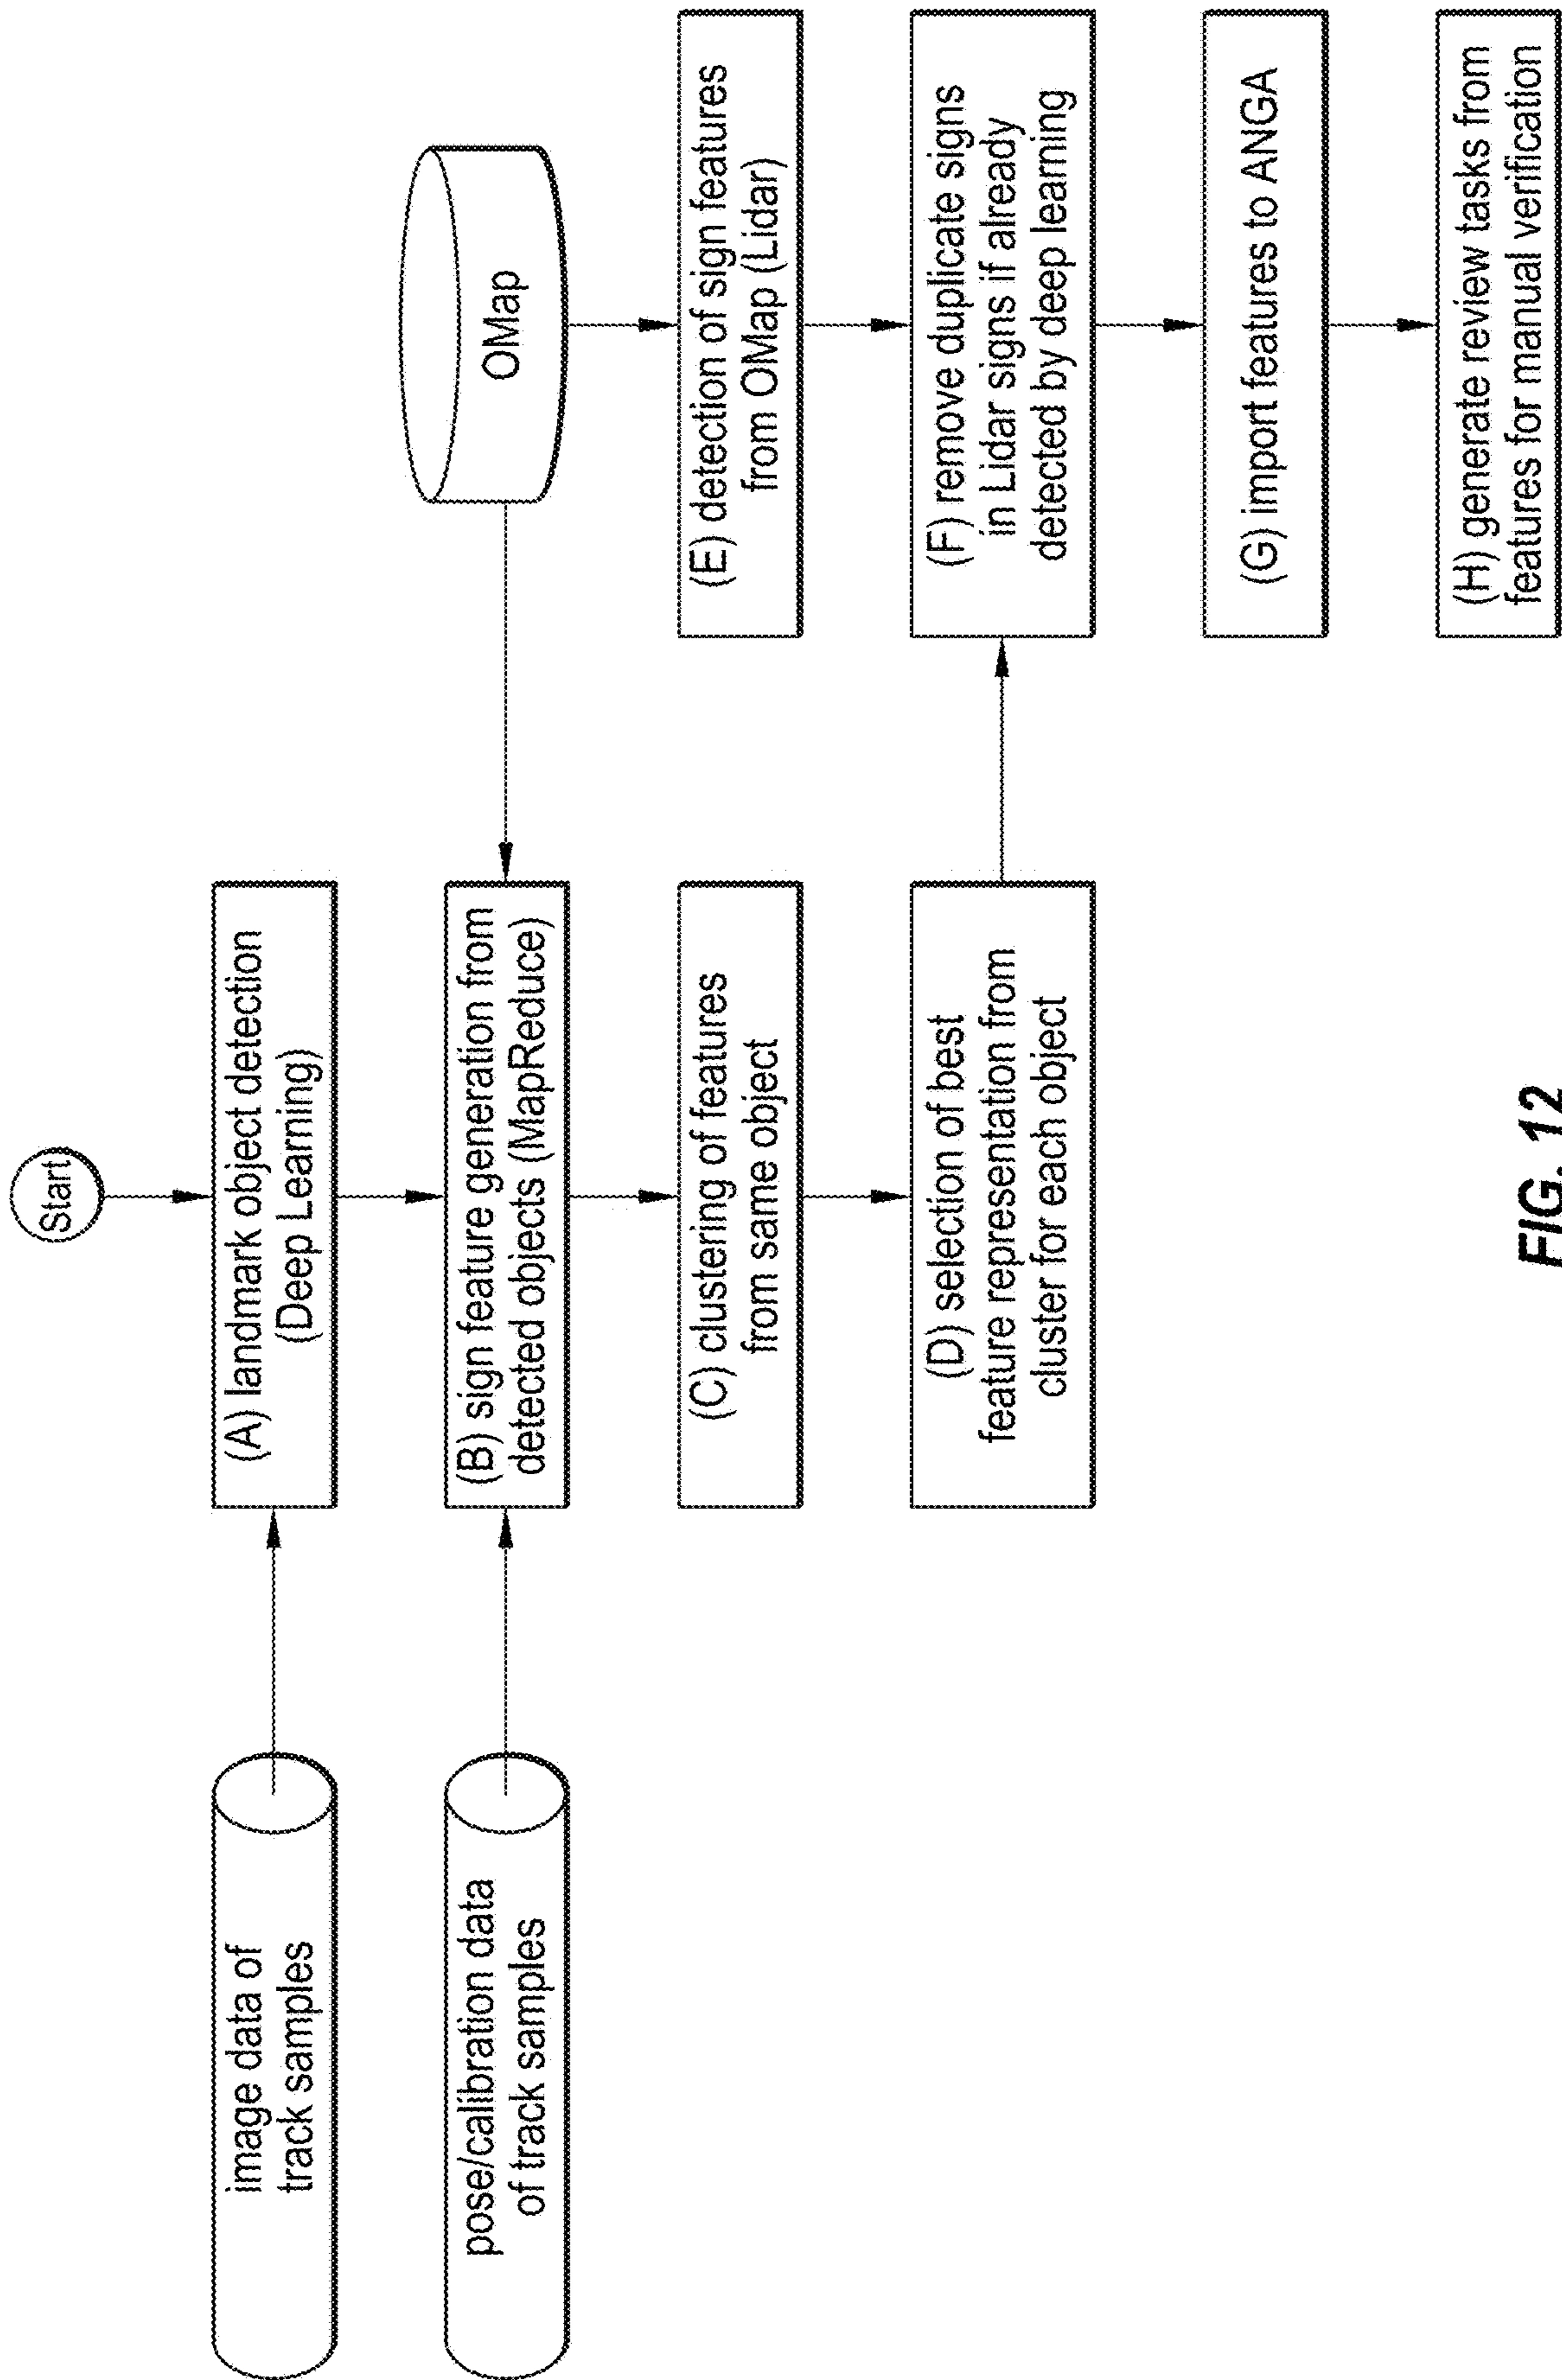 Start
image data of
track samples
(A) landmark object detection
(Deep Learning)
pose/calibration data
of track samples
(B) sign feature generation from
detected objects (MapReduce)
OMap
(C) clustering of features
from same object
(E) detection of sign features
from OMap (Lidar)
(D) selection of best
feature representation from
cluster for each object
(F) remove duplicate signs
in Lidar signs if already
detected by deep learning
(G) import features to ANGA
(H) generate review tasks from
features for manual verification
FIG. 12